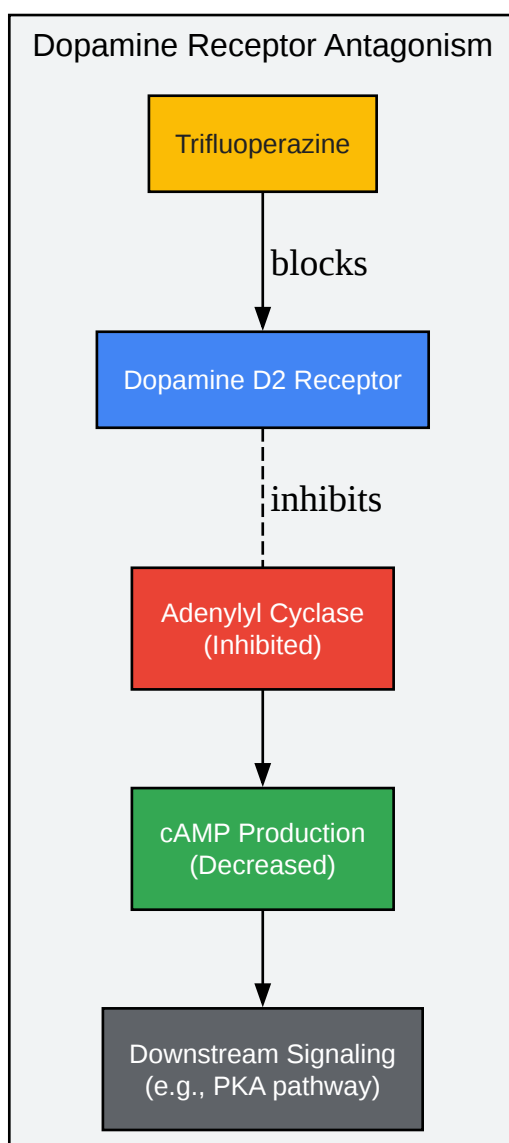 Dopamine Receptor Antagonism
Trifluoperazine
blocks
Dopamine D2 Receptor
inhibits
Adenylyl Cyclase
(Inhibited)
cAMP Production
(Decreased)
Downstream Signaling
(e.g., PKA pathway)